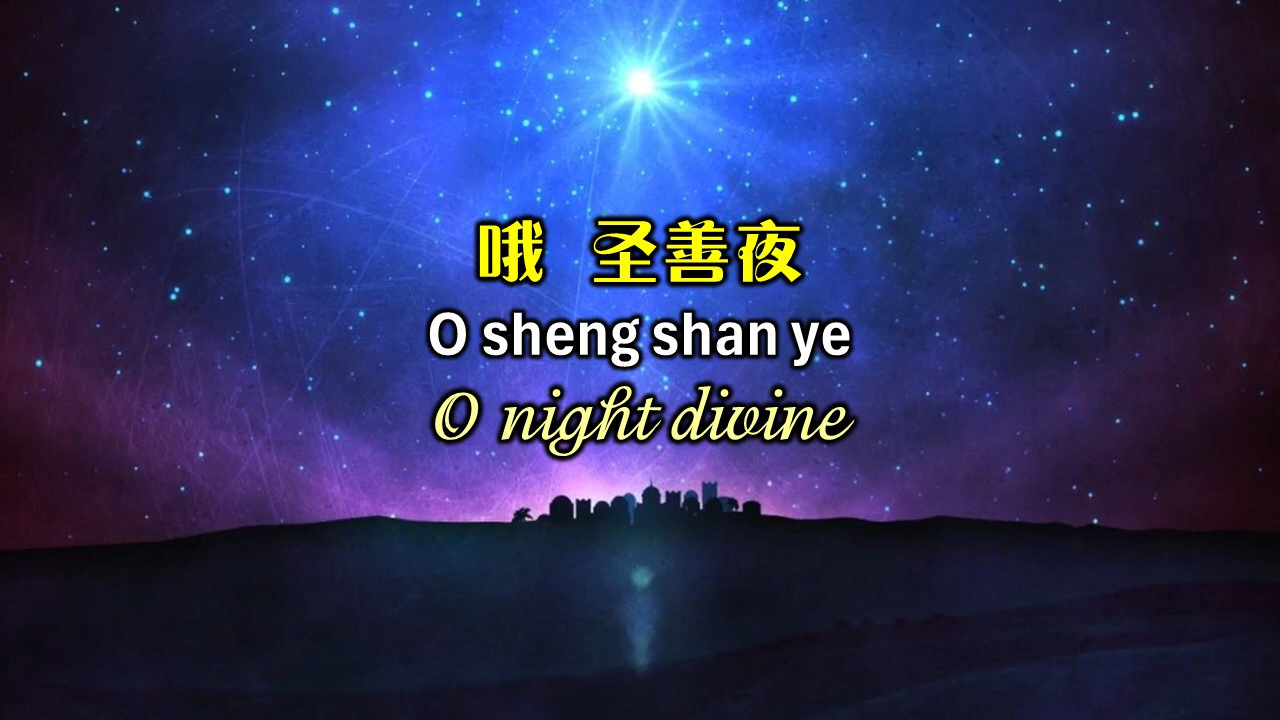 哦 圣善夜
O sheng shan ye
O night divine